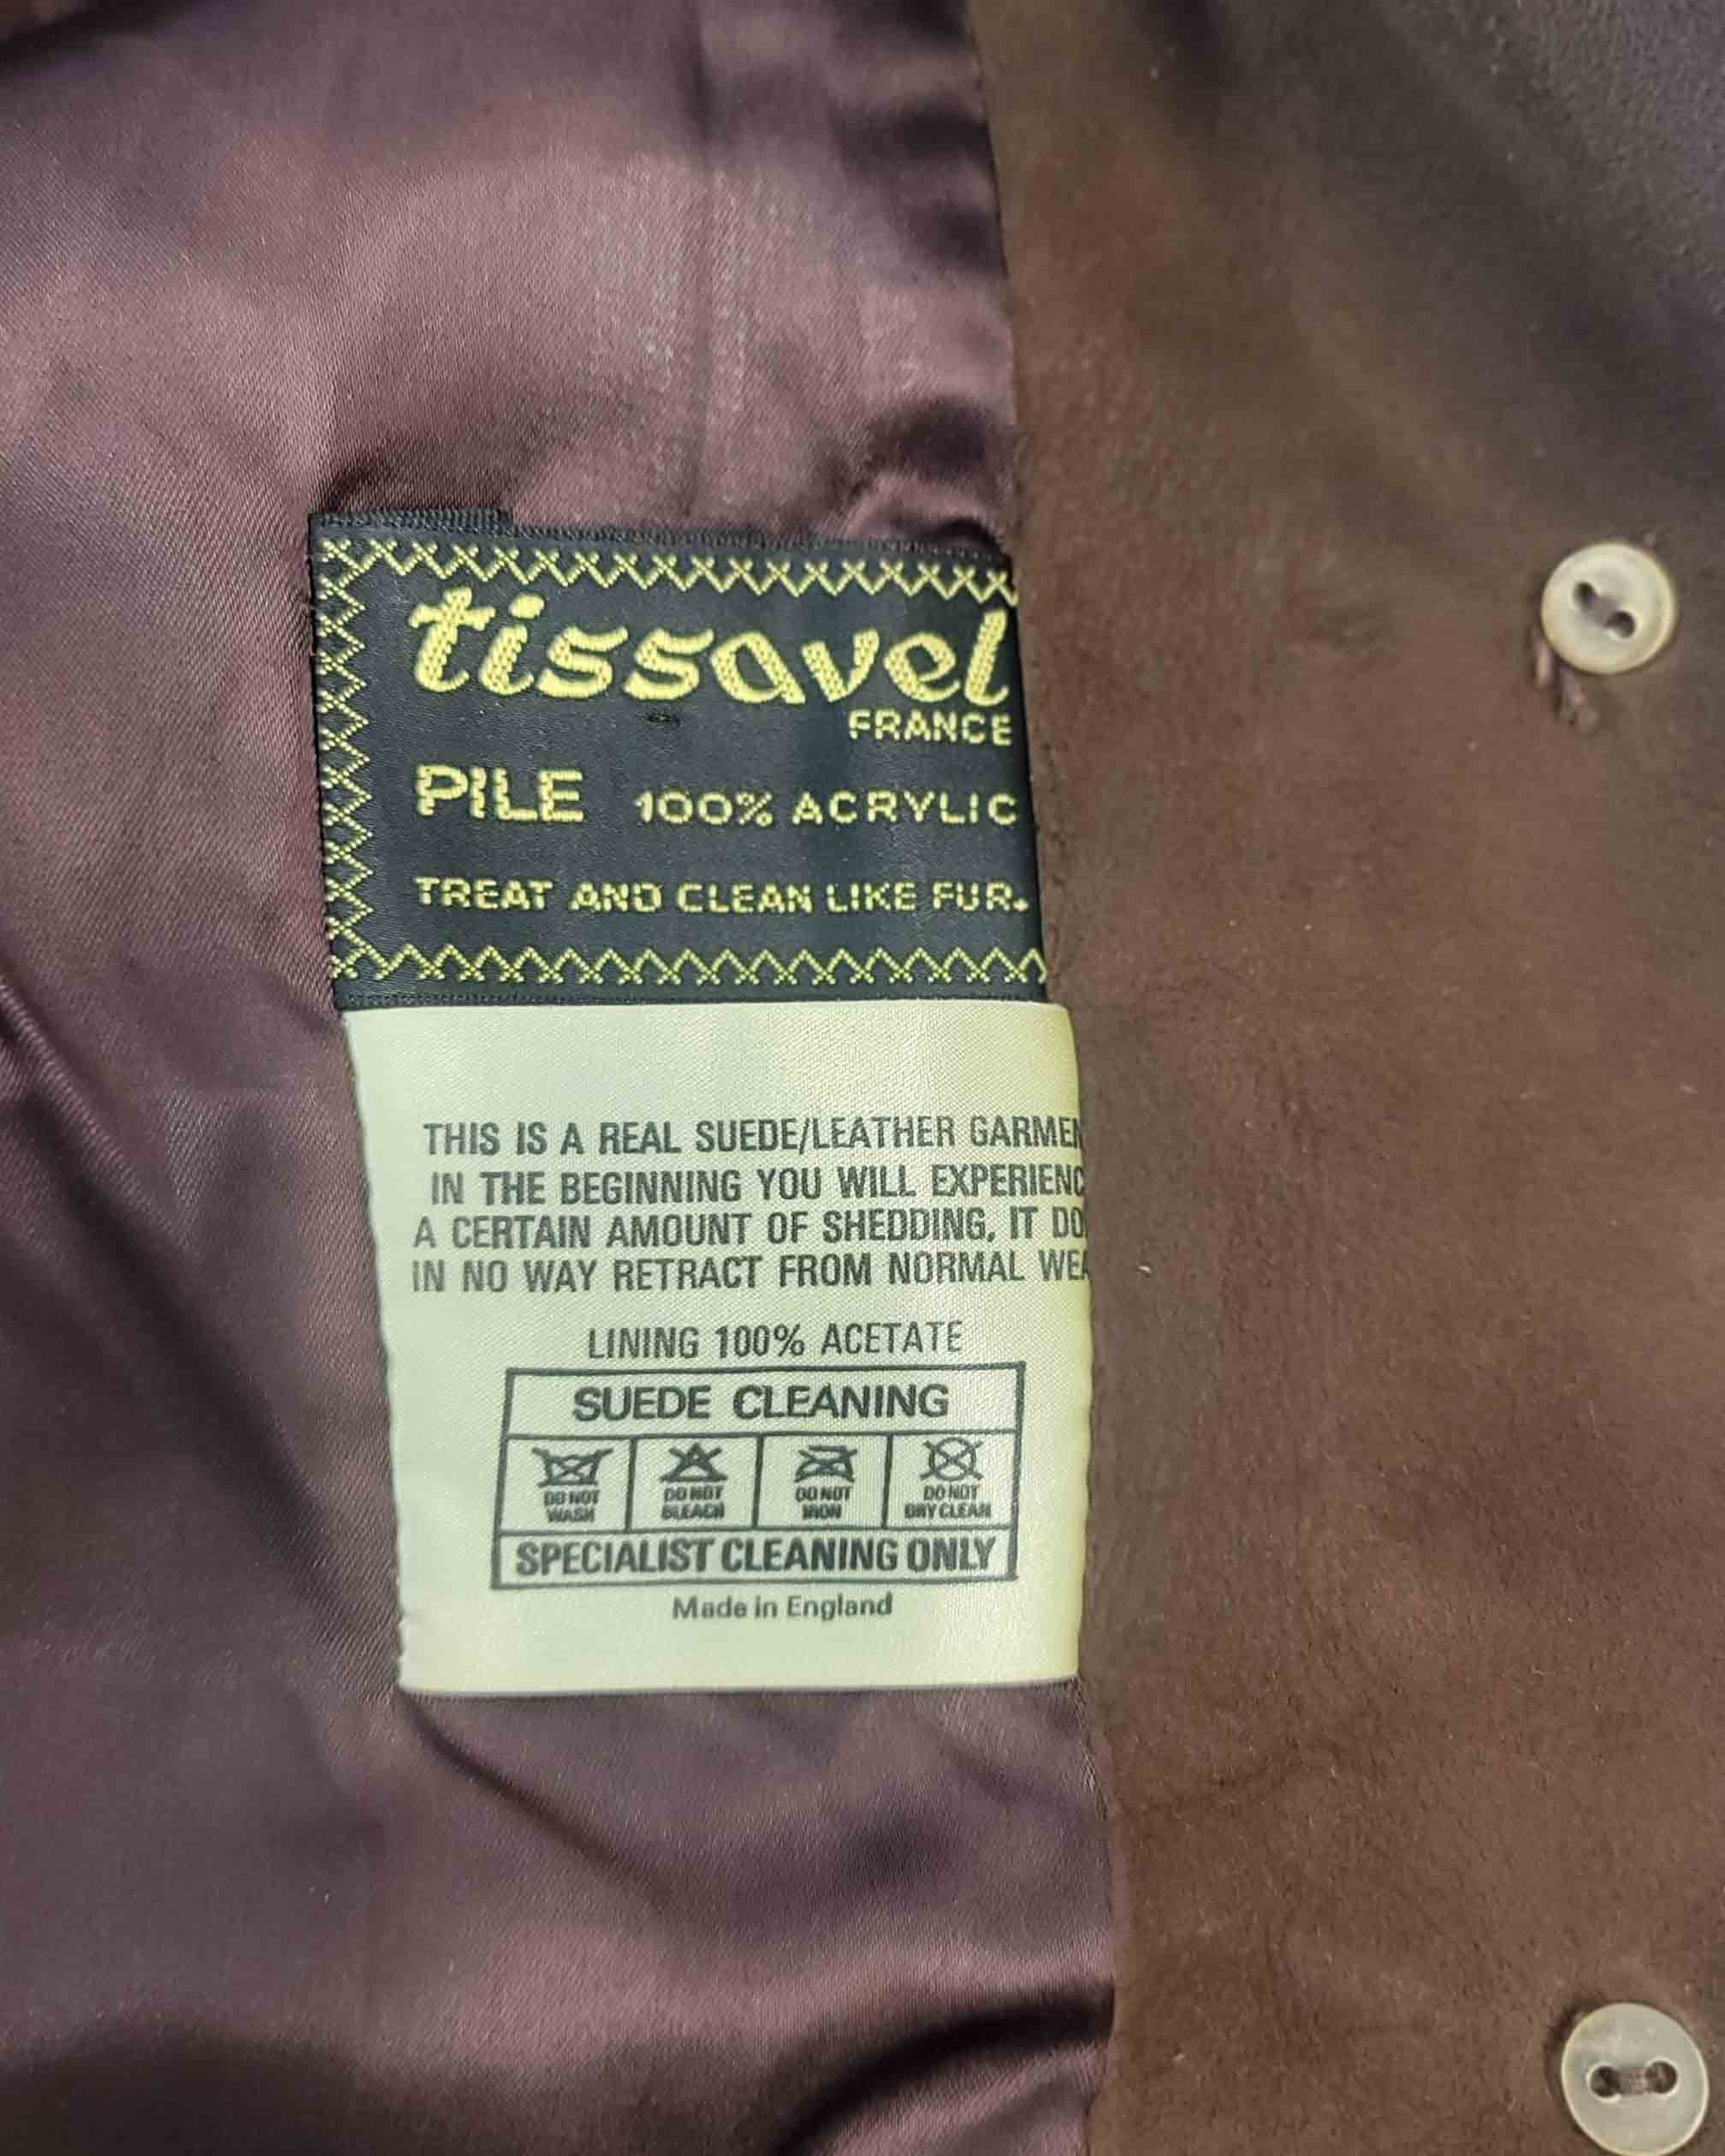 tissavel
FRANCE
PILE 100% ACRYLIC
TREAT AND CLEAN LIKE FUR.
THIS IS A REAL SUEDE/LEATHER GARMEN
IN THE BEGINNING YOU WILL EXPERIENC
A CERTAIN AMOUNT OF SHEDDING, IT DO
IN NO WAY RETRACT FROM NORMAL WEA
LINING 100% ACETATE
SUEDE CLEANING
DO NOT WASH
DO NOT BLEACH
DO NOT IRON
DO NOT DRY CLEAN
SPECIALIST CLEANING ONLY
Made in England